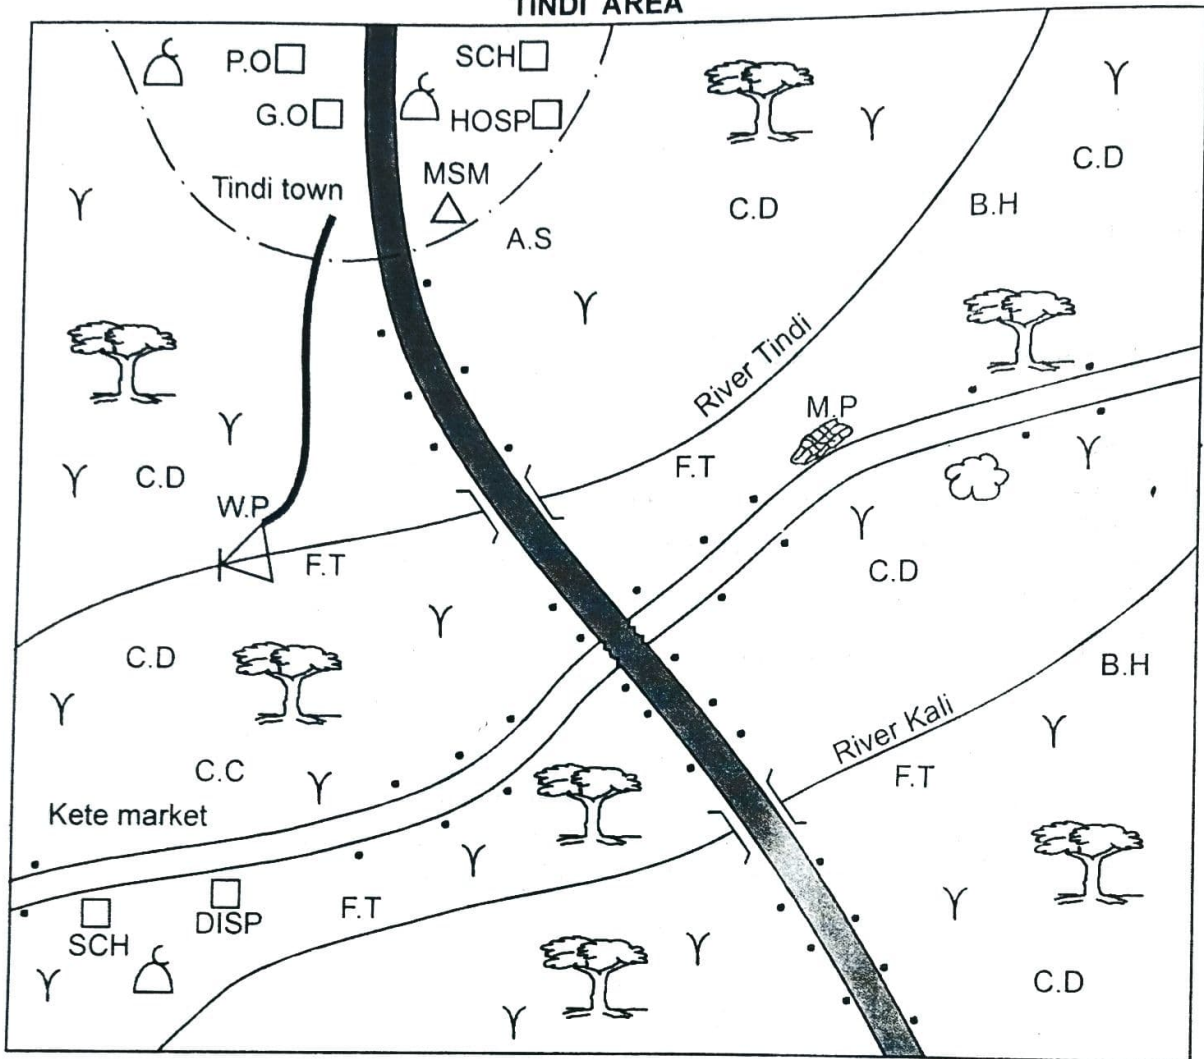 TINDI AREA
P.O
SCH
G.O
HOSP
C.D
Tindi town
MSM
C.D
B.H
A.S
River Tindi
M.P
F.T
C.D
W.P
F.T
C.D
C.D
B.H
River Kali
C.C
F.T
Kete market
DISP
F.T
SCH
C.D